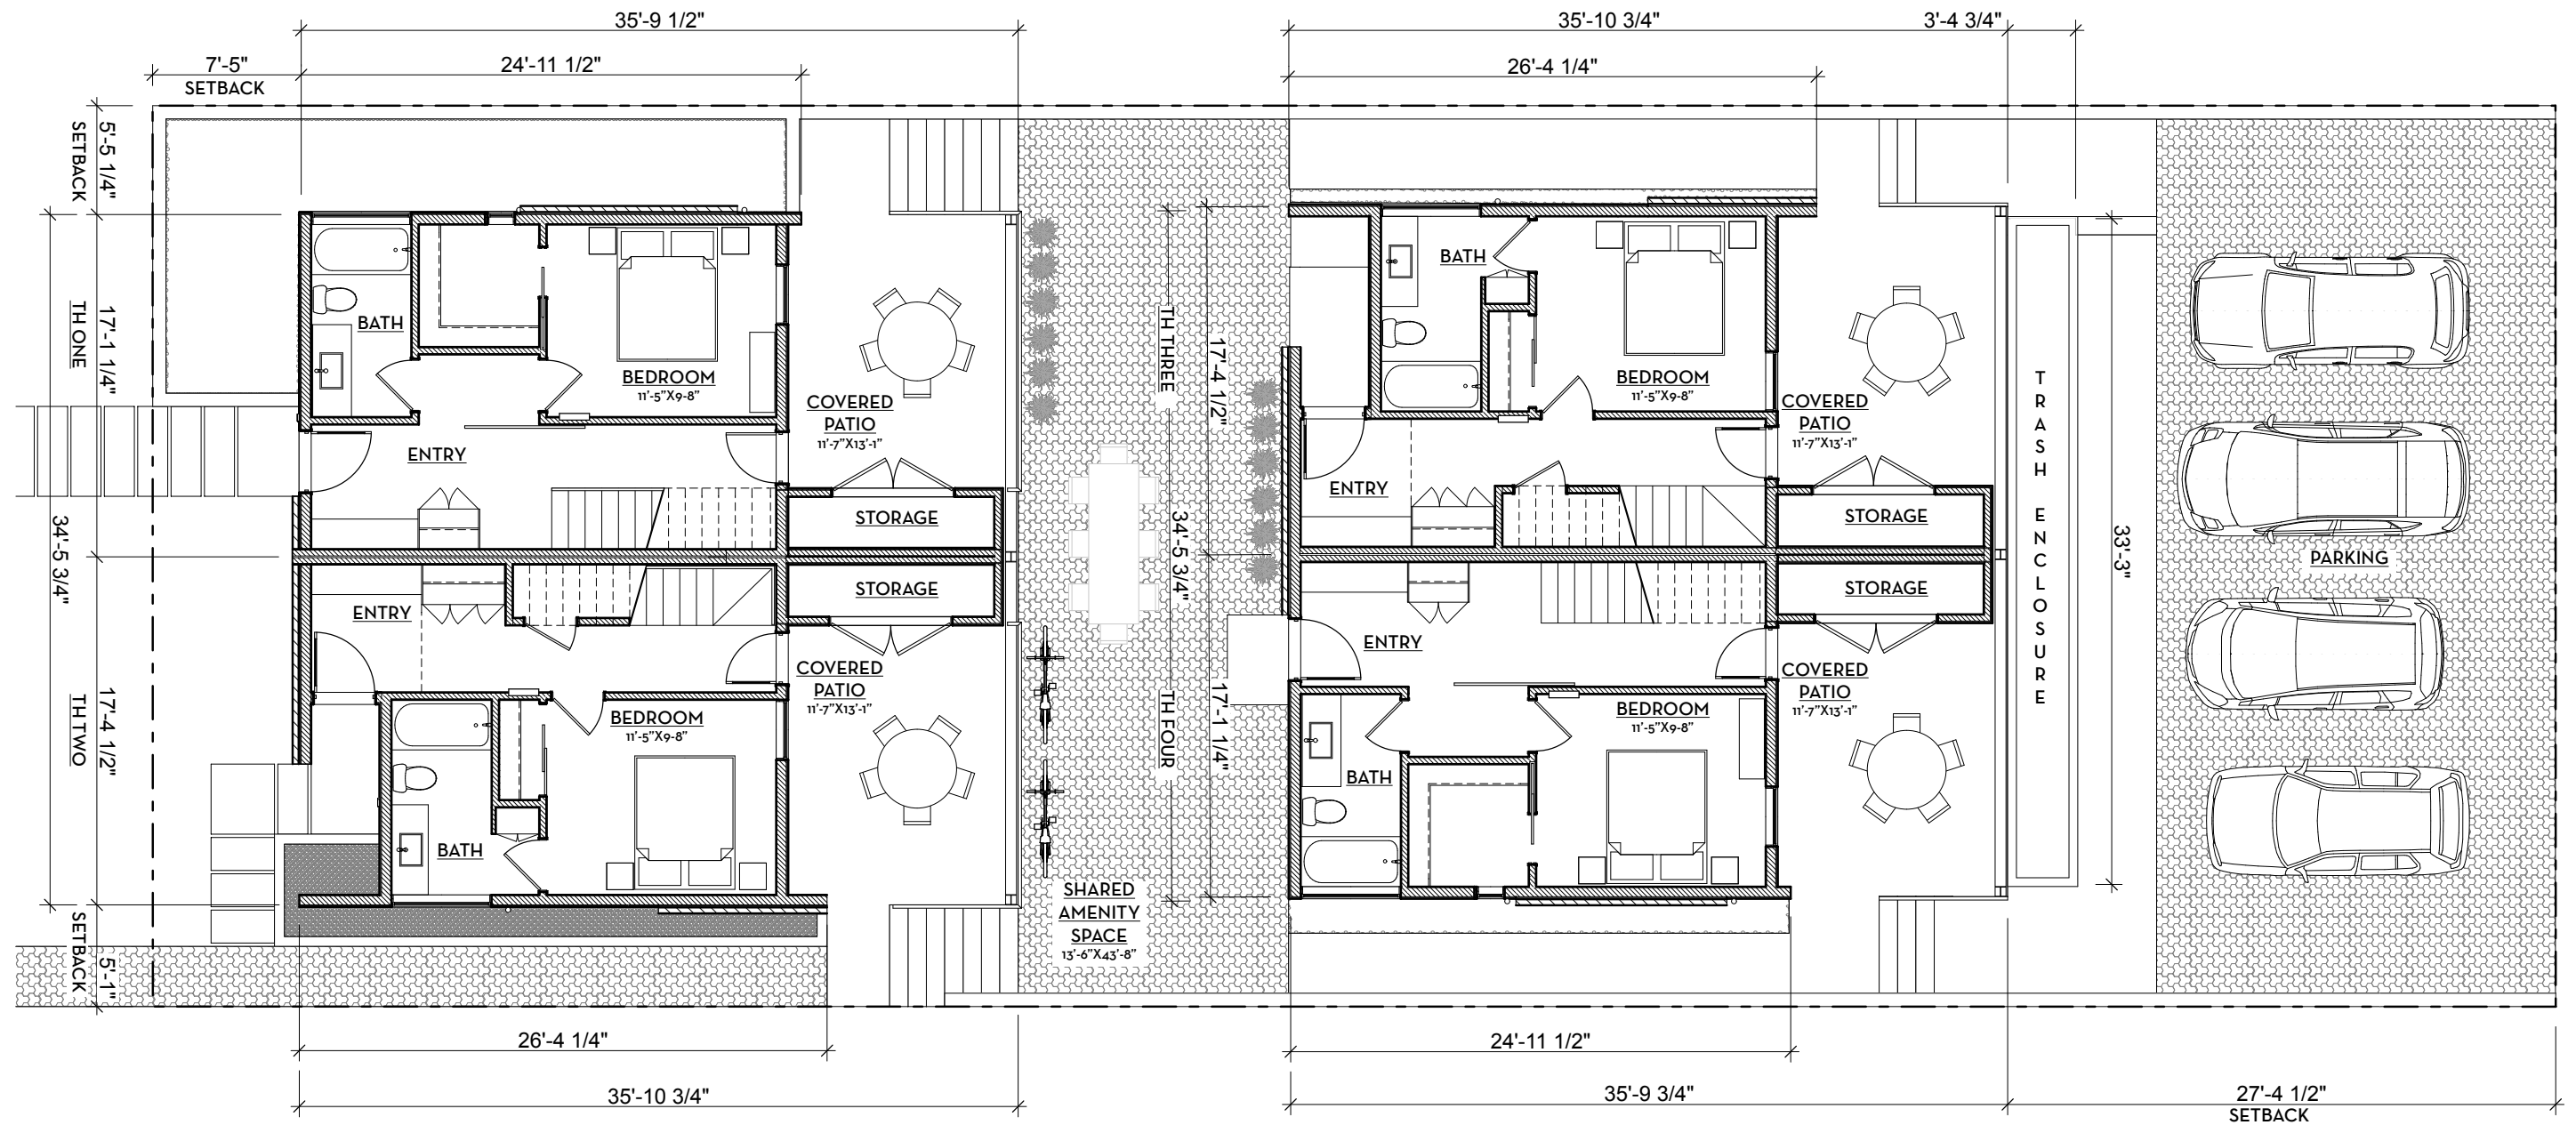 35'-9 1/2"
35'-10 3/4"
3'-4 3/4"
7'-5"
SETBACK
24'-11 1/2"
26'-4 1/4"
5'-5 1/4"
SETBACK
TH ONE
17'-1 1/4"
34'-5 3/4"
TH TWO
17'-4 1/2"
SETBACK
5'-1"
BATH
BEDROOM
11'-5"X9-8"
ENTRY
COVERED
PATIO
11'-7"X13'-1"
STORAGE
STORAGE
ENTRY
COVERED
PATIO
11'-7"X13'-1"
BEDROOM
11'-5"X9-8"
BATH
SHARED
AMENITY
SPACE
13'-6"X43'-8"
TH THREE
17'-4 1/2"
34'-5 3/4"
TH FOUR
17'-1 1/4"
BATH
BEDROOM
11'-5"X9-8"
COVERED
PATIO
11'-7"X13'-1"
ENTRY
STORAGE
STORAGE
ENTRY
COVERED
PATIO
11'-7"X13'-1"
BEDROOM
11'-5"X9-8"
BATH
TRASH ENCLOSURE
33'-3"
PARKING
26'-4 1/4"
24'-11 1/2"
35'-10 3/4"
35'-9 3/4"
27'-4 1/2"
SETBACK